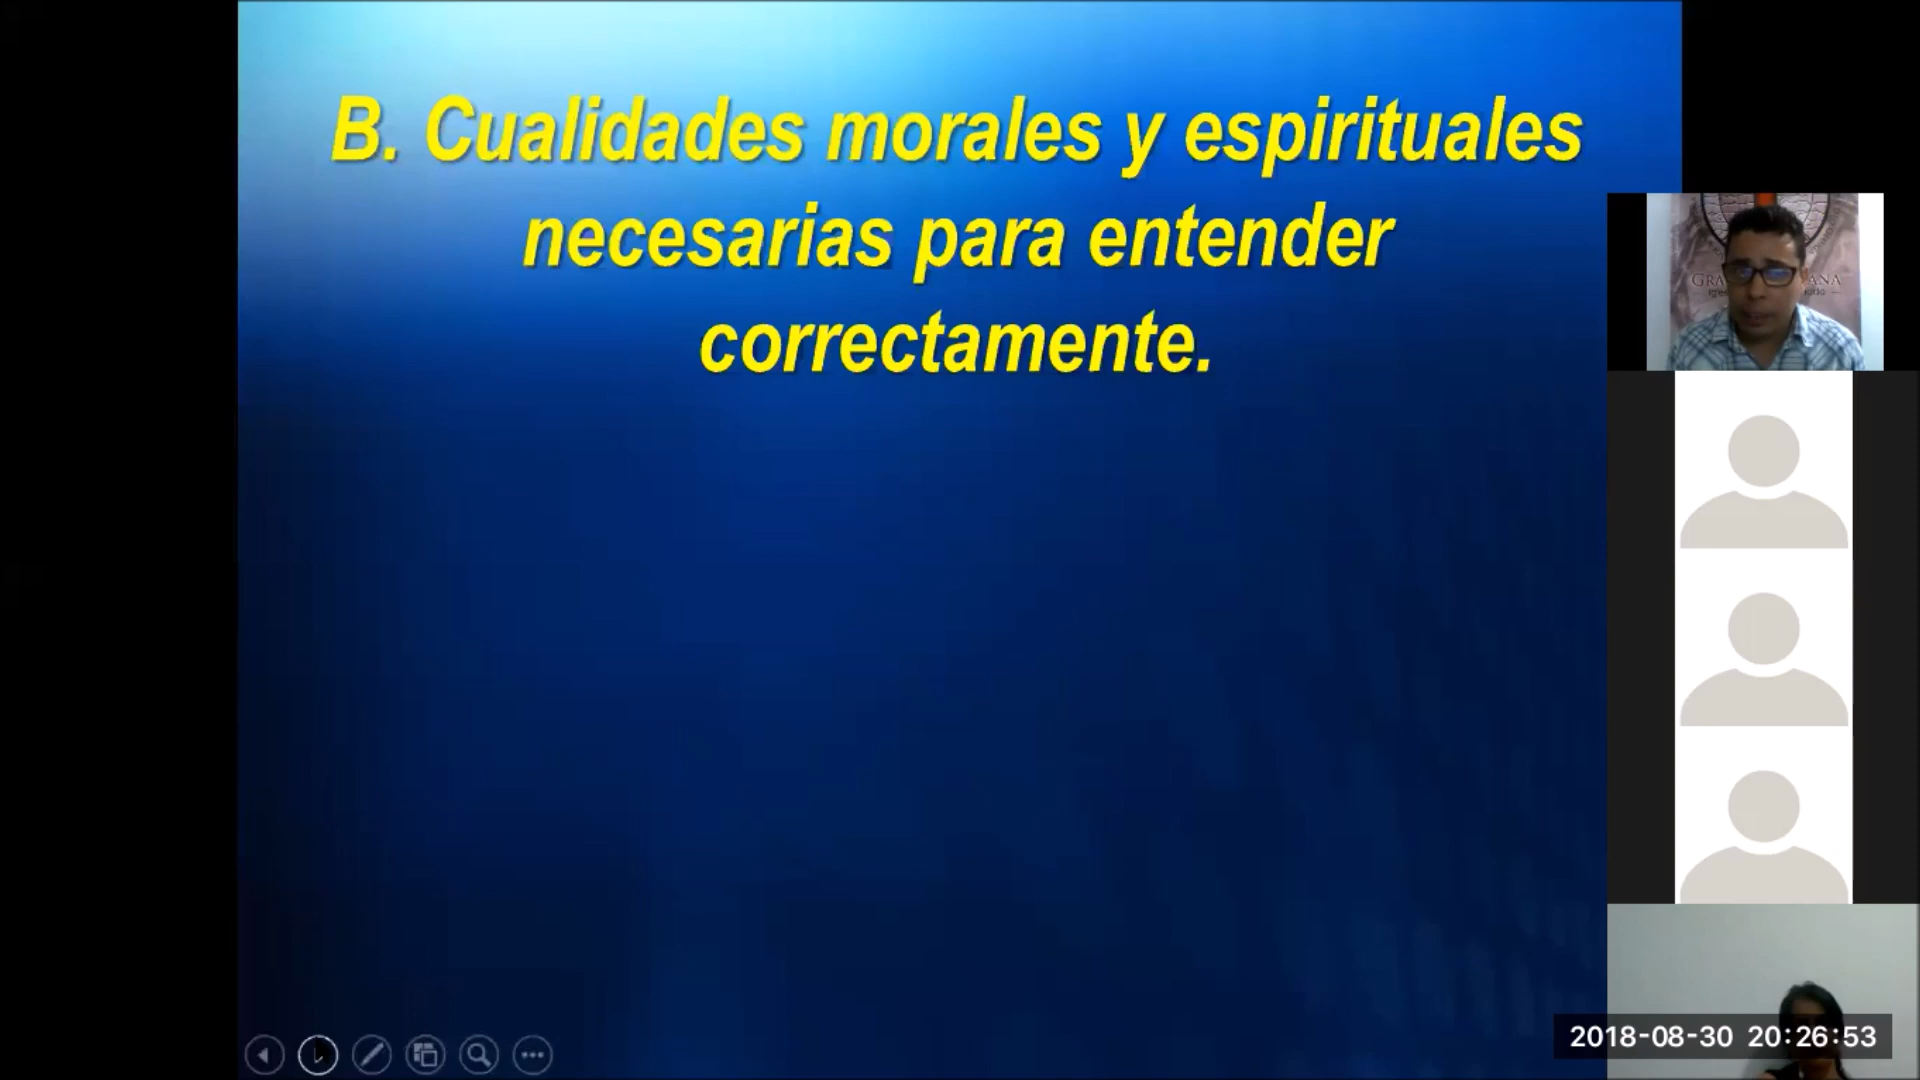 B. Cualidades morales y espirituales
necesarias para entender
correctamente.
2018-08-30 20:26:53